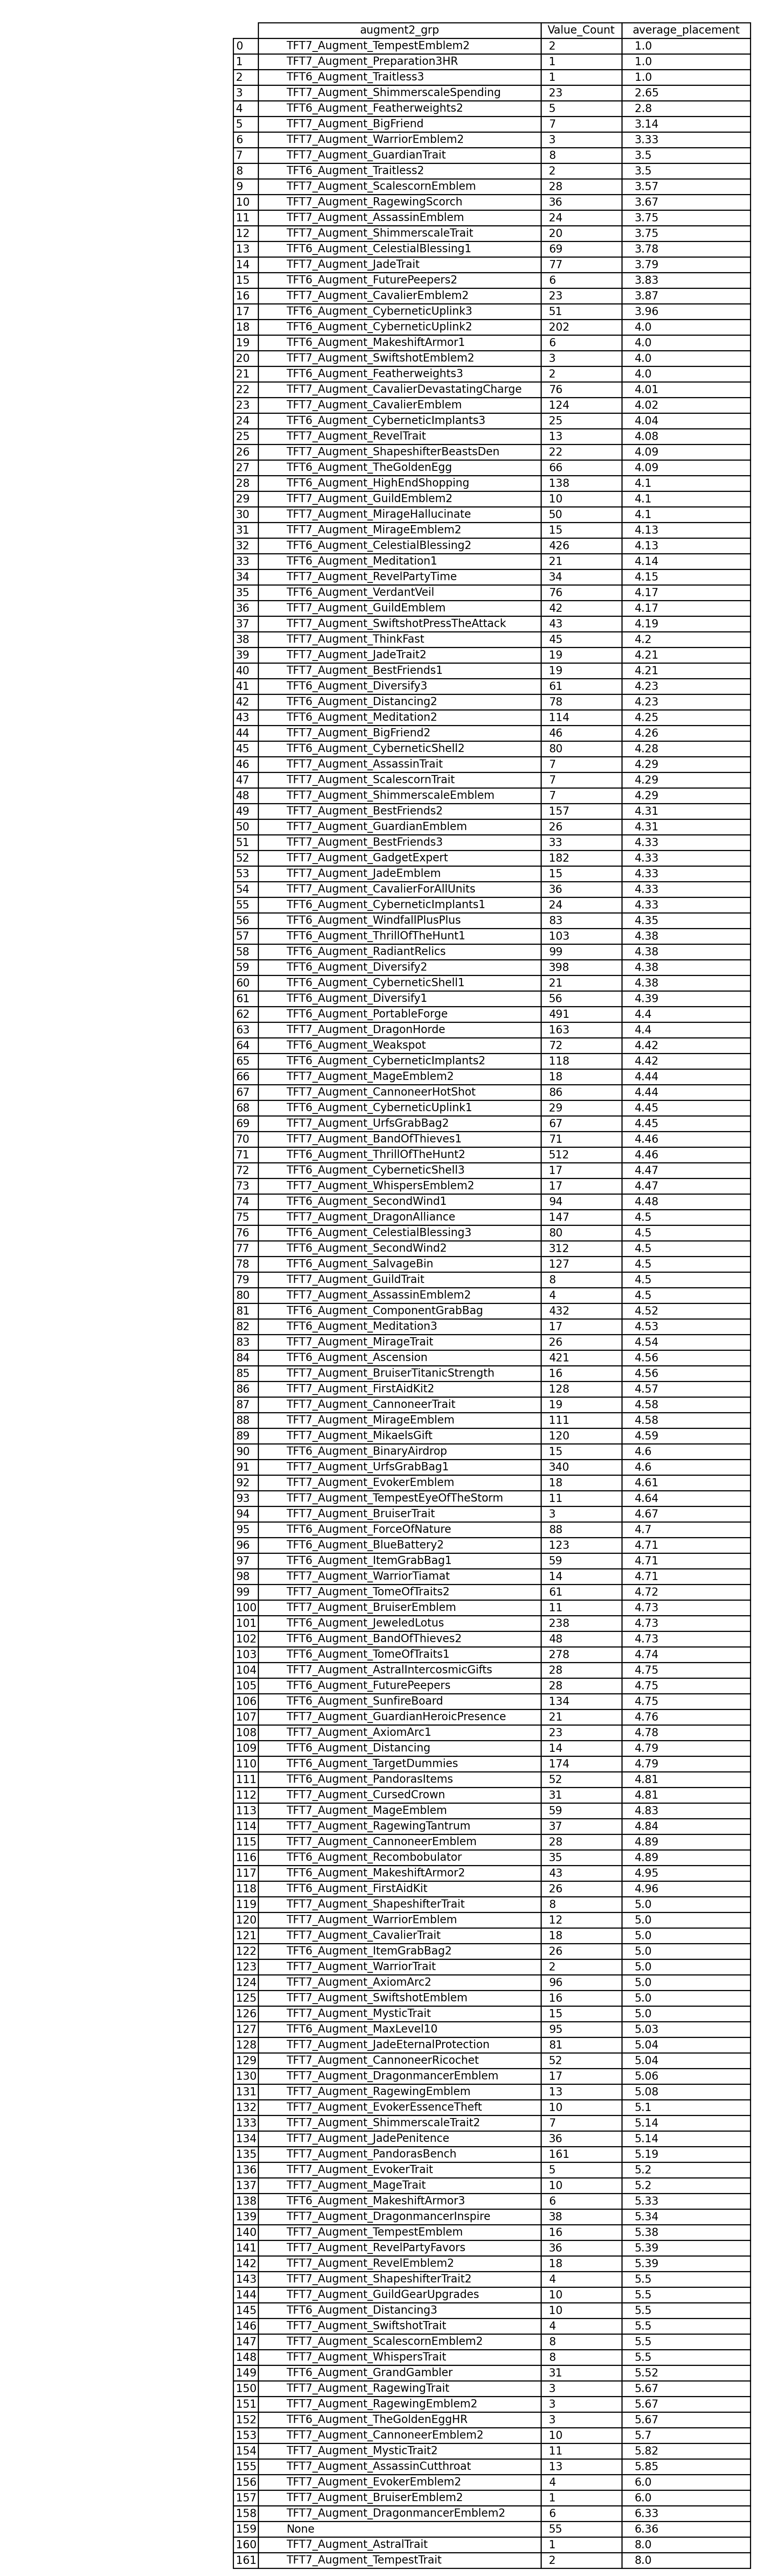 augment2_grp Value_Count average_placement
0 TFT7_Augment_TempestEmblem2 2 1.0
1 TFT7_Augment_Preparation3HR 1 1.0
2 TFT6_Augment_Traitless3 1 1.0
3 TFT7_Augment_ShimmerscaleSpending 23 2.65
4 TFT6_Augment_Featherweights2 5 2.8
5 TFT7_Augment_BigFriend 7 3.14
6 TFT7_Augment_WarriorEmblem2 3 3.33
7 TFT7_Augment_GuardianTrait 8 3.5
8 TFT6_Augment_Traitless2 2 3.5
9 TFT7_Augment_ScalescornEmblem 28 3.57
10 TFT7_Augment_RagewingScorch 36 3.67
11 TFT7_Augment_AssassinEmblem 24 3.75
12 TFT7_Augment_ShimmerscaleTrait 20 3.75
13 TFT6_Augment_CelestialBlessing1 69 3.78
14 TFT7_Augment_JadeTrait 77 3.79
15 TFT6_Augment_FuturePeepers2 6 3.83
16 TFT7_Augment_CavalierEmblem2 23 3.87
17 TFT6_Augment_CyberneticUplink3 51 3.96
18 TFT6_Augment_CyberneticUplink2 202 4.0
19 TFT6_Augment_MakeshiftArmor1 6 4.0
20 TFT7_Augment_SwiftshotEmblem2 3 4.0
21 TFT6_Augment_Featherweights3 2 4.0
22 TFT7_Augment_CavalierDevastatingCharge 76 4.01
23 TFT7_Augment_CavalierEmblem 124 4.02
24 TFT6_Augment_CyberneticImplants3 25 4.04
25 TFT7_Augment_RevelTrait 13 4.08
26 TFT7_Augment_ShapeshifterBeastsDen 22 4.09
27 TFT6_Augment_TheGoldenEgg 66 4.09
28 TFT6_Augment_HighEndShopping 138 4.1
29 TFT7_Augment_GuildEmblem2 10 4.1
30 TFT7_Augment_MirageHallucinate 50 4.1
31 TFT7_Augment_MirageEmblem2 15 4.13
32 TFT6_Augment_CelestialBlessing2 426 4.13
33 TFT6_Augment_Meditation1 21 4.14
34 TFT7_Augment_RevelPartyTime 34 4.15
35 TFT6_Augment_VerdantVeil 76 4.17
36 TFT7_Augment_GuildEmblem 42 4.17
37 TFT7_Augment_SwiftshotPressTheAttack 43 4.19
38 TFT7_Augment_ThinkFast 45 4.2
39 TFT7_Augment_JadeTrait2 19 4.21
40 TFT7_Augment_BestFriends1 19 4.21
41 TFT6_Augment_Diversify3 61 4.23
42 TFT6_Augment_Distancing2 78 4.23
43 TFT6_Augment_Meditation2 114 4.25
44 TFT7_Augment_BigFriend2 46 4.26
45 TFT6_Augment_CyberneticShell2 80 4.28
46 TFT7_Augment_AssassinTrait 7 4.29
47 TFT7_Augment_ScalescornTrait 7 4.29
48 TFT7_Augment_ShimmerscaleEmblem 7 4.29
49 TFT7_Augment_BestFriends2 157 4.31
50 TFT7_Augment_GuardianEmblem 26 4.31
51 TFT7_Augment_BestFriends3 33 4.33
52 TFT7_Augment_GadgetExpert 182 4.33
53 TFT7_Augment_JadeEmblem 15 4.33
54 TFT7_Augment_CavalierForAllUnits 36 4.33
55 TFT6_Augment_CyberneticImplants1 24 4.33
56 TFT6_Augment_WindfallPlusPlus 83 4.35
57 TFT6_Augment_ThrillOfTheHunt1 103 4.38
58 TFT6_Augment_RadiantRelics 99 4.38
59 TFT6_Augment_Diversify2 398 4.38
60 TFT6_Augment_CyberneticShell1 21 4.38
61 TFT6_Augment_Diversify1 56 4.39
62 TFT6_Augment_PortableForge 491 4.4
63 TFT7_Augment_DragonHorde 163 4.4
64 TFT6_Augment_Weakspot 72 4.42
65 TFT6_Augment_CyberneticImplants2 118 4.42
66 TFT7_Augment_MageEmblem2 18 4.44
67 TFT7_Augment_CannoneerHotShot 86 4.44
68 TFT6_Augment_CyberneticUplink1 29 4.45
69 TFT7_Augment_UrfsGrabBag2 67 4.45
70 TFT7_Augment_BandOfThieves1 71 4.46
71 TFT6_Augment_ThrillOfTheHunt2 512 4.46
72 TFT6_Augment_CyberneticShell3 17 4.47
73 TFT7_Augment_WhispersEmblem2 17 4.47
74 TFT6_Augment_SecondWind1 94 4.48
75 TFT7_Augment_DragonAlliance 147 4.5
76 TFT6_Augment_CelestialBlessing3 80 4.5
77 TFT6_Augment_SecondWind2 312 4.5
78 TFT6_Augment_SalvageBin 127 4.5
79 TFT7_Augment_GuildTrait 8 4.5
80 TFT7_Augment_AssassinEmblem2 4 4.5
81 TFT6_Augment_ComponentGrabBag 432 4.52
82 TFT6_Augment_Meditation3 17 4.53
83 TFT7_Augment_MirageTrait 26 4.54
84 TFT6_Augment_Ascension 421 4.56
85 TFT7_Augment_BruiserTitanicStrength 16 4.56
86 TFT7_Augment_FirstAidKit2 128 4.57
87 TFT7_Augment_CannoneerTrait 19 4.58
88 TFT7_Augment_MirageEmblem 111 4.58
89 TFT7_Augment_MikaelsGift 120 4.59
90 TFT6_Augment_BinaryAirdrop 15 4.6
91 TFT7_Augment_UrfsGrabBag1 340 4.6
92 TFT7_Augment_EvokerEmblem 18 4.61
93 TFT7_Augment_TempestEyeOfTheStorm 11 4.64
94 TFT7_Augment_BruiserTrait 3 4.67
95 TFT6_Augment_ForceOfNature 88 4.7
96 TFT6_Augment_BlueBattery2 123 4.71
97 TFT6_Augment_ItemGrabBag1 59 4.71
98 TFT7_Augment_WarriorTiamat 14 4.71
99 TFT7_Augment_TomeOfTraits2 61 4.72
100 TFT7_Augment_BruiserEmblem 11 4.73
101 TFT6_Augment_JeweledLotus 238 4.73
102 TFT6_Augment_BandOfThieves2 48 4.73
103 TFT6_Augment_TomeOfTraits1 278 4.74
104 TFT7_Augment_AstralIntercosmicGifts 28 4.75
105 TFT6_Augment_FuturePeepers 28 4.75
106 TFT6_Augment_SunfireBoard 134 4.75
107 TFT7_Augment_GuardianHeroicPresence 21 4.76
108 TFT7_Augment_AxiomArc1 23 4.78
109 TFT6_Augment_Distancing 14 4.79
110 TFT6_Augment_TargetDummies 174 4.79
111 TFT6_Augment_PandorasItems 52 4.81
112 TFT7_Augment_CursedCrown 31 4.81
113 TFT7_Augment_MageEmblem 59 4.83
114 TFT7_Augment_RagewingTantrum 37 4.84
115 TFT7_Augment_CannoneerEmblem 28 4.89
116 TFT6_Augment_Recombobulator 35 4.89
117 TFT6_Augment_MakeshiftArmor2 43 4.95
118 TFT6_Augment_FirstAidKit 26 4.96
119 TFT7_Augment_ShapeshifterTrait 8 5.0
120 TFT7_Augment_WarriorEmblem 12 5.0
121 TFT7_Augment_CavalierTrait 18 5.0
122 TFT6_Augment_ItemGrabBag2 26 5.0
123 TFT7_Augment_WarriorTrait 2 5.0
124 TFT7_Augment_AxiomArc2 96 5.0
125 TFT7_Augment_SwiftshotEmblem 16 5.0
126 TFT7_Augment_MysticTrait 15 5.0
127 TFT6_Augment_MaxLevel10 95 5.03
128 TFT7_Augment_JadeEternalProtection 81 5.04
129 TFT7_Augment_CannoneerRicochet 52 5.04
130 TFT7_Augment_DragonmancerEmblem 17 5.06
131 TFT7_Augment_RagewingEmblem 13 5.08
132 TFT7_Augment_EvokerEssenceTheft 10 5.1
133 TFT7_Augment_ShimmerscaleTrait2 7 5.14
134 TFT7_Augment_JadePenitence 36 5.14
135 TFT7_Augment_PandorasBench 161 5.19
136 TFT7_Augment_EvokerTrait 5 5.2
137 TFT7_Augment_MageTrait 10 5.2
138 TFT6_Augment_MakeshiftArmor3 6 5.33
139 TFT7_Augment_DragonmancerInspire 38 5.34
140 TFT7_Augment_TempestEmblem 16 5.38
141 TFT7_Augment_RevelPartyFavors 36 5.39
142 TFT7_Augment_RevelEmblem2 18 5.39
143 TFT7_Augment_ShapeshifterTrait2 4 5.5
144 TFT7_Augment_GuildGearUpgrades 10 5.5
145 TFT6_Augment_Distancing3 10 5.5
146 TFT7_Augment_SwiftshotTrait 4 5.5
147 TFT7_Augment_ScalescornEmblem2 8 5.5
148 TFT7_Augment_WhispersTrait 8 5.5
149 TFT6_Augment_GrandGambler 31 5.52
150 TFT7_Augment_RagewingTrait 3 5.67
151 TFT7_Augment_RagewingEmblem2 3 5.67
152 TFT6_Augment_TheGoldenEggHR 3 5.67
153 TFT7_Augment_CannoneerEmblem2 10 5.7
154 TFT7_Augment_MysticTrait2 11 5.82
155 TFT7_Augment_AssassinCutthroat 13 5.85
156 TFT7_Augment_EvokerEmblem2 4 6.0
157 TFT7_Augment_BruiserEmblem2 1 6.0
158 TFT7_Augment_DragonmancerEmblem2 6 6.33
159 None 55 6.36
160 TFT7_Augment_AstralTrait 1 8.0
161 TFT7_Augment_TempestTrait 2 8.0